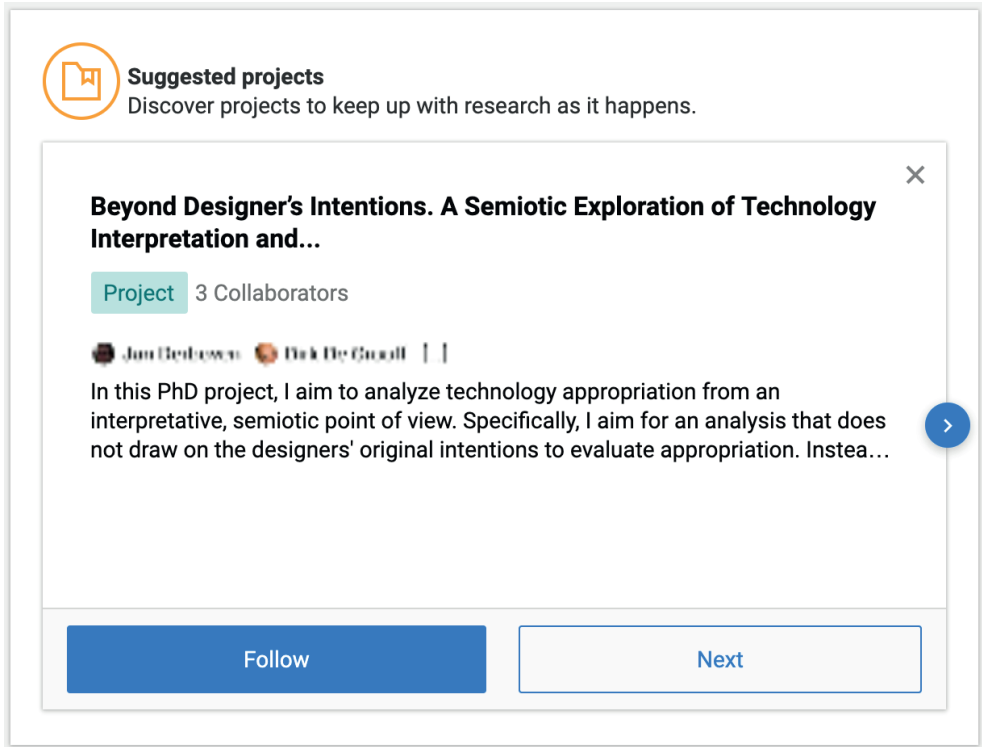 Suggested projects
Discover projects to keep up with research as it happens.
Beyond Designer’s Intentions. A Semiotic Exploration of Technology
Interpretation and...
Project 3 Collaborators
In this PhD project, I aim to analyze technology appropriation from an
interpretative, semiotic point of view. Specifically, I aim for an analysis that does
not draw on the designers' original intentions to evaluate appropriation. Instea...
Follow Next